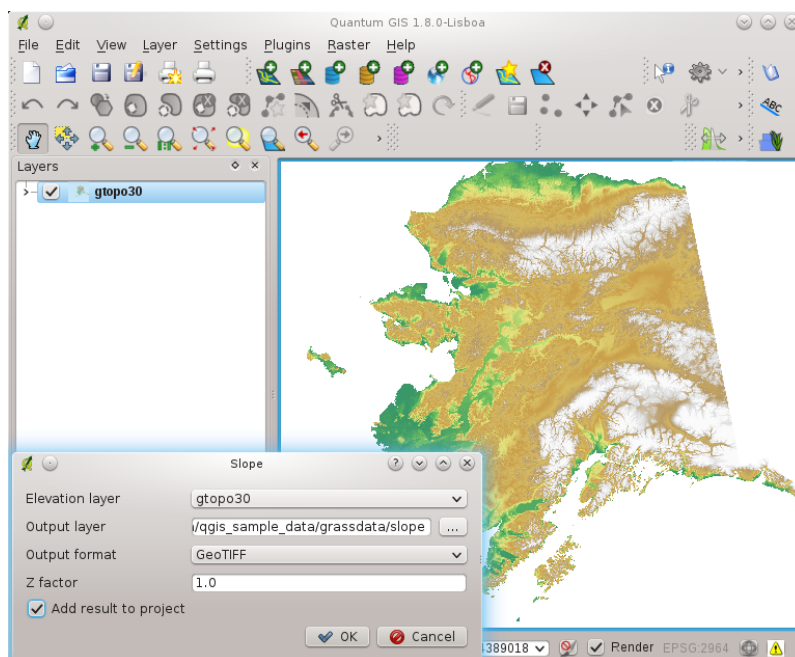 Quantum GIS 1.8.0-Lisboa
File Edit View Layer Settings Plugins Raster Help
ABC
Layers
gtopo30
Slope
Elevation layer gtopo30
Output layer /qgis_sample_data/grassdata/slope ...
Output format GeoTIFF
Z factor 1.0
Add result to project
OK Cancel
4389018 Render EPSG:2964